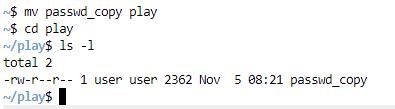 ~$ mv passwd_copy play
~$ cd play
~/play$ ls -l
total 2
-rw-r--r-- 1 user user 2362 Nov  5 08:21 passwd_copy
~/play$